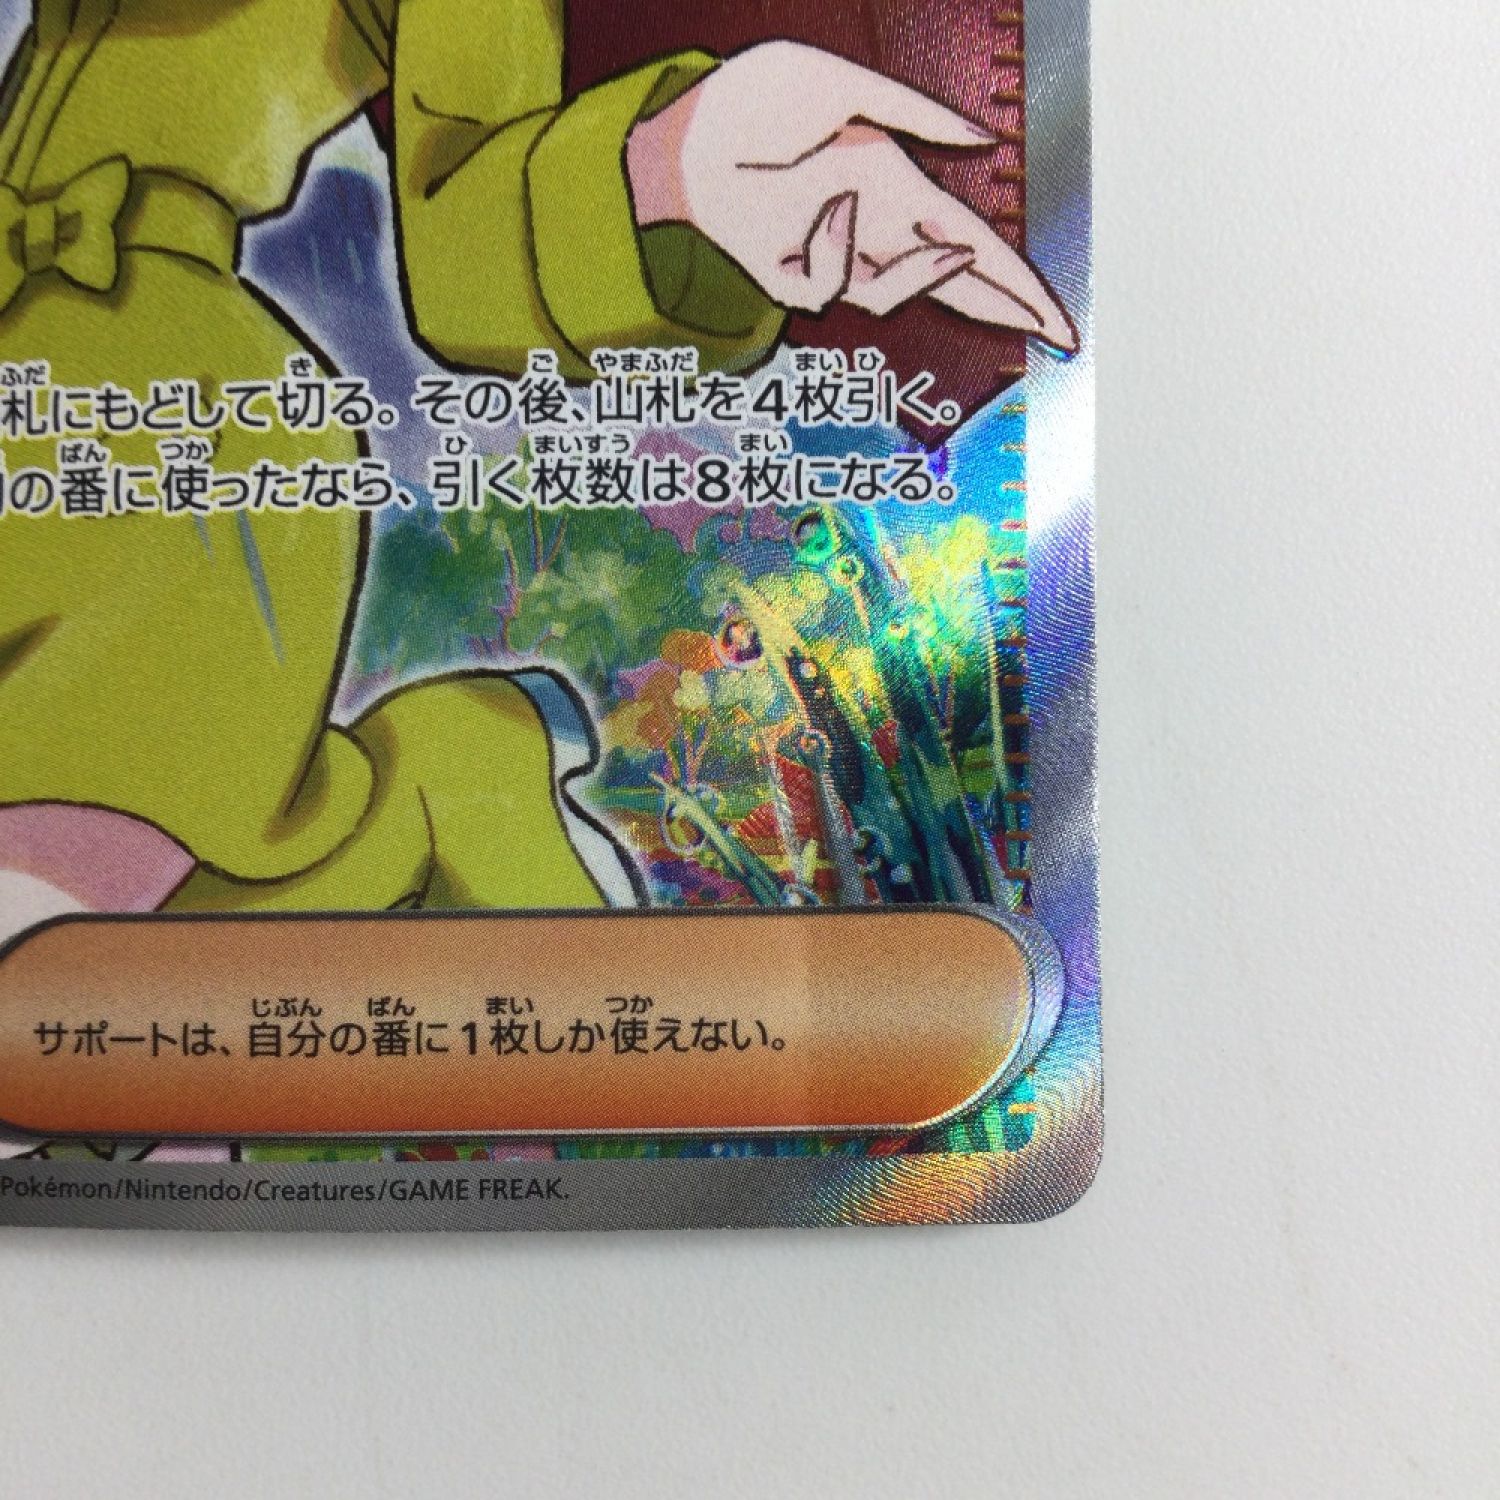 札にもどして切る。その後、山札を4枚引く。
の番に使ったなら、引く枚数は8枚になる。
サポートは、自分の番に1枚しか使えない。
Pokémon/Nintendo/Creatures/GAME FREAK.